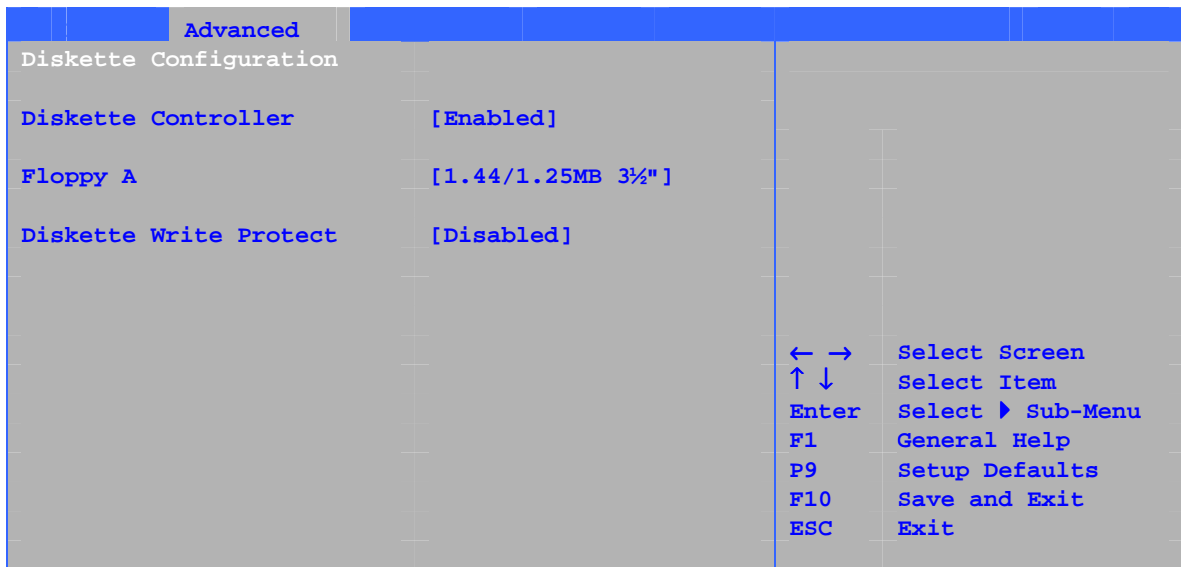 Advanced
Diskette Configuration
Diskette Controller [Enabled]
Floppy A [1.44/1.25MB 3½"]
Diskette Write Protect [Disabled]
← → Select Screen
↑ ↓ Select Item
Enter Select ▶ Sub-Menu
F1 General Help
P9 Setup Defaults
F10 Save and Exit
ESC Exit